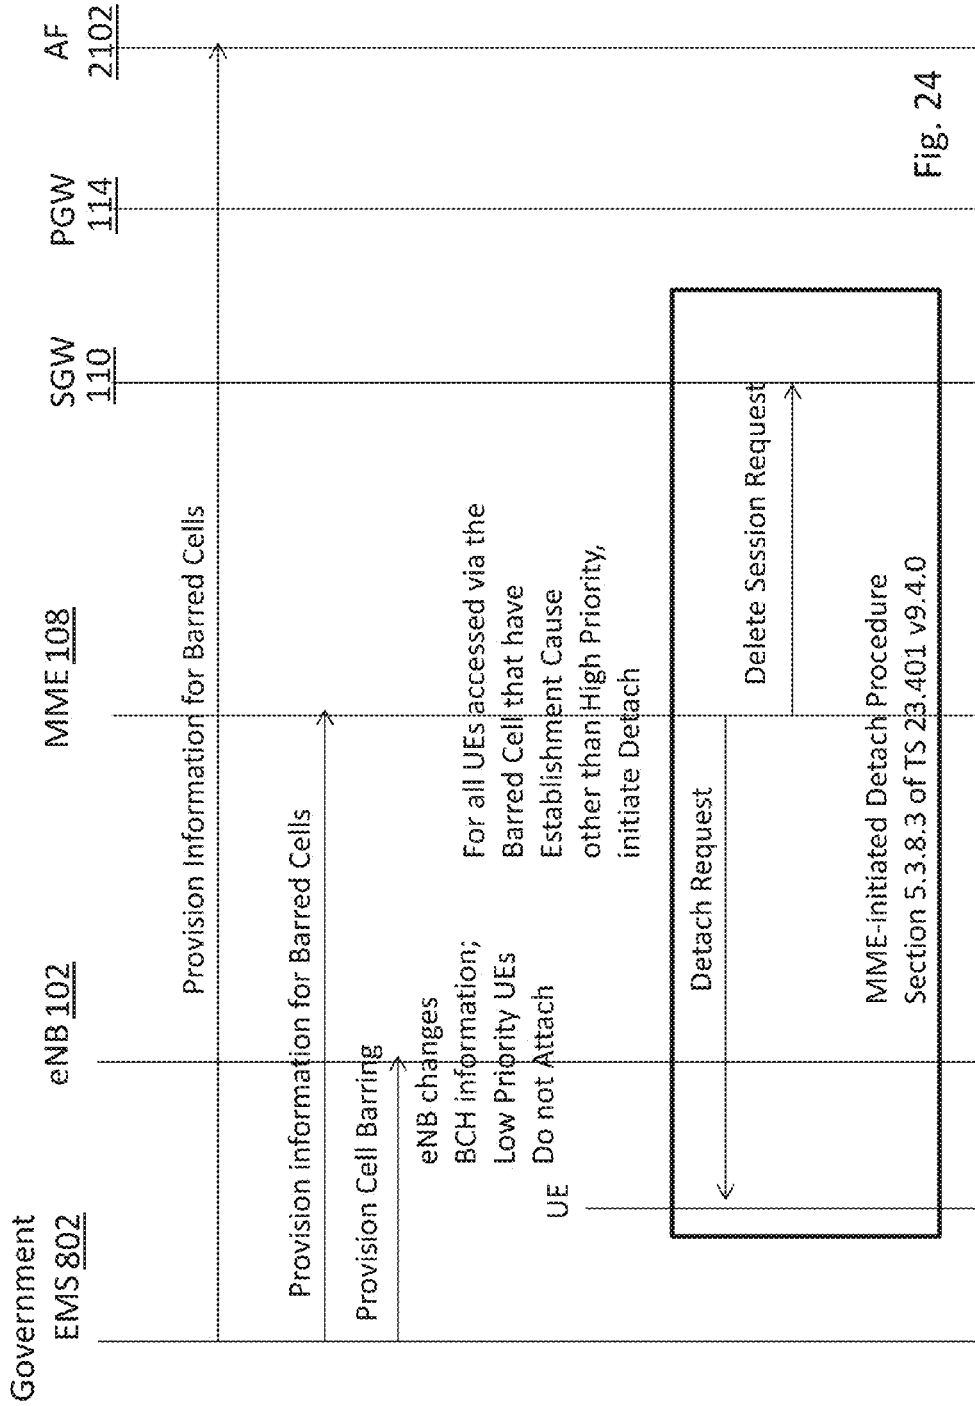 Government
EMS 802
eNB 102
MME 108
SGW
110
PGW
114
AF
2102
Provision Information for Barred Cells
Provision information for Barred Cells
Provision Cell Barring
eNB changes
BCH information;
Low Priority UEs
Do not Attach
For all UEs accessed via the
Barred Cell that have
Establishment Cause
other than High Priority,
initiate Detach
UE
Detach Request
Delete Session Request
MME-initiated Detach Procedure
Section 5.3.8.3 of TS 23.401 v9.4.0
Fig. 24